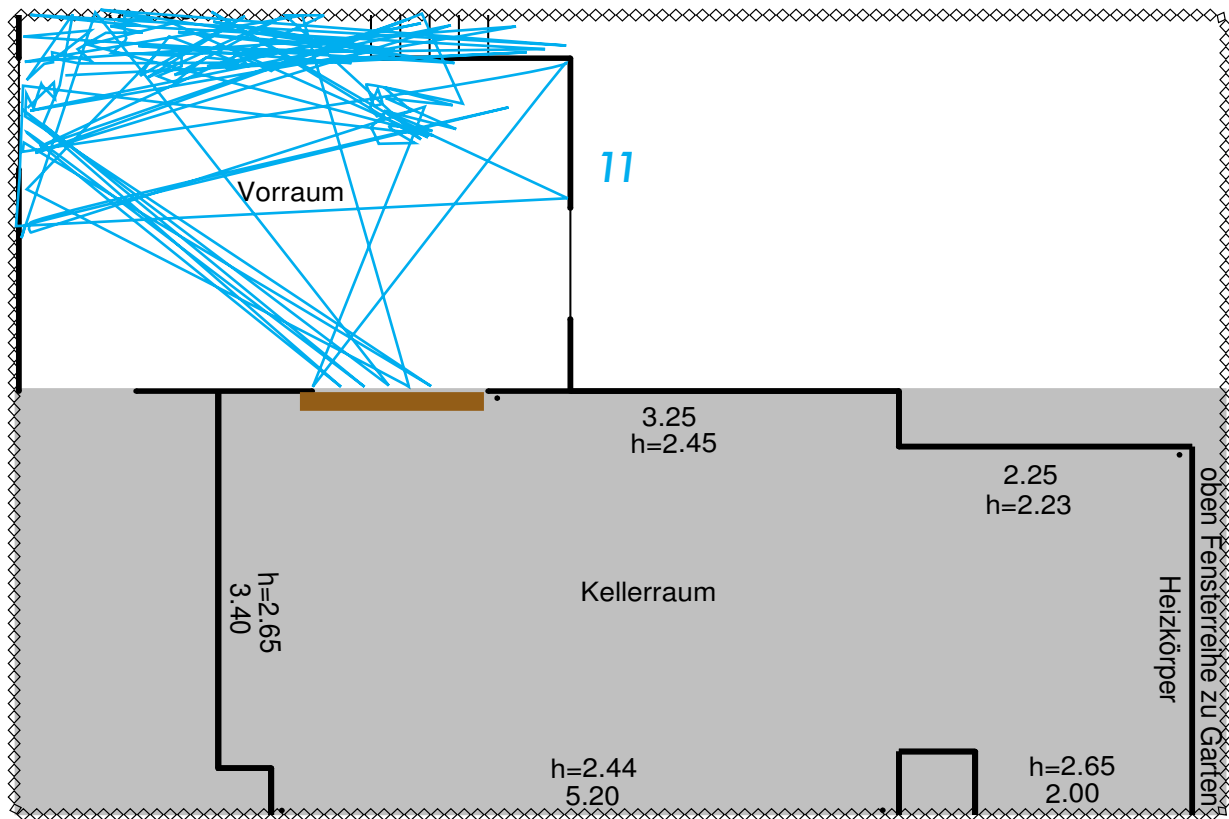 11
Vorraum
3.25
h=2.45
2.25
h=2.23
oben Fensterreihe zu Garten
h=2.65
3.40
Kellerraum
Heizkörper
h=2.44
5.20
h=2.65
2.00